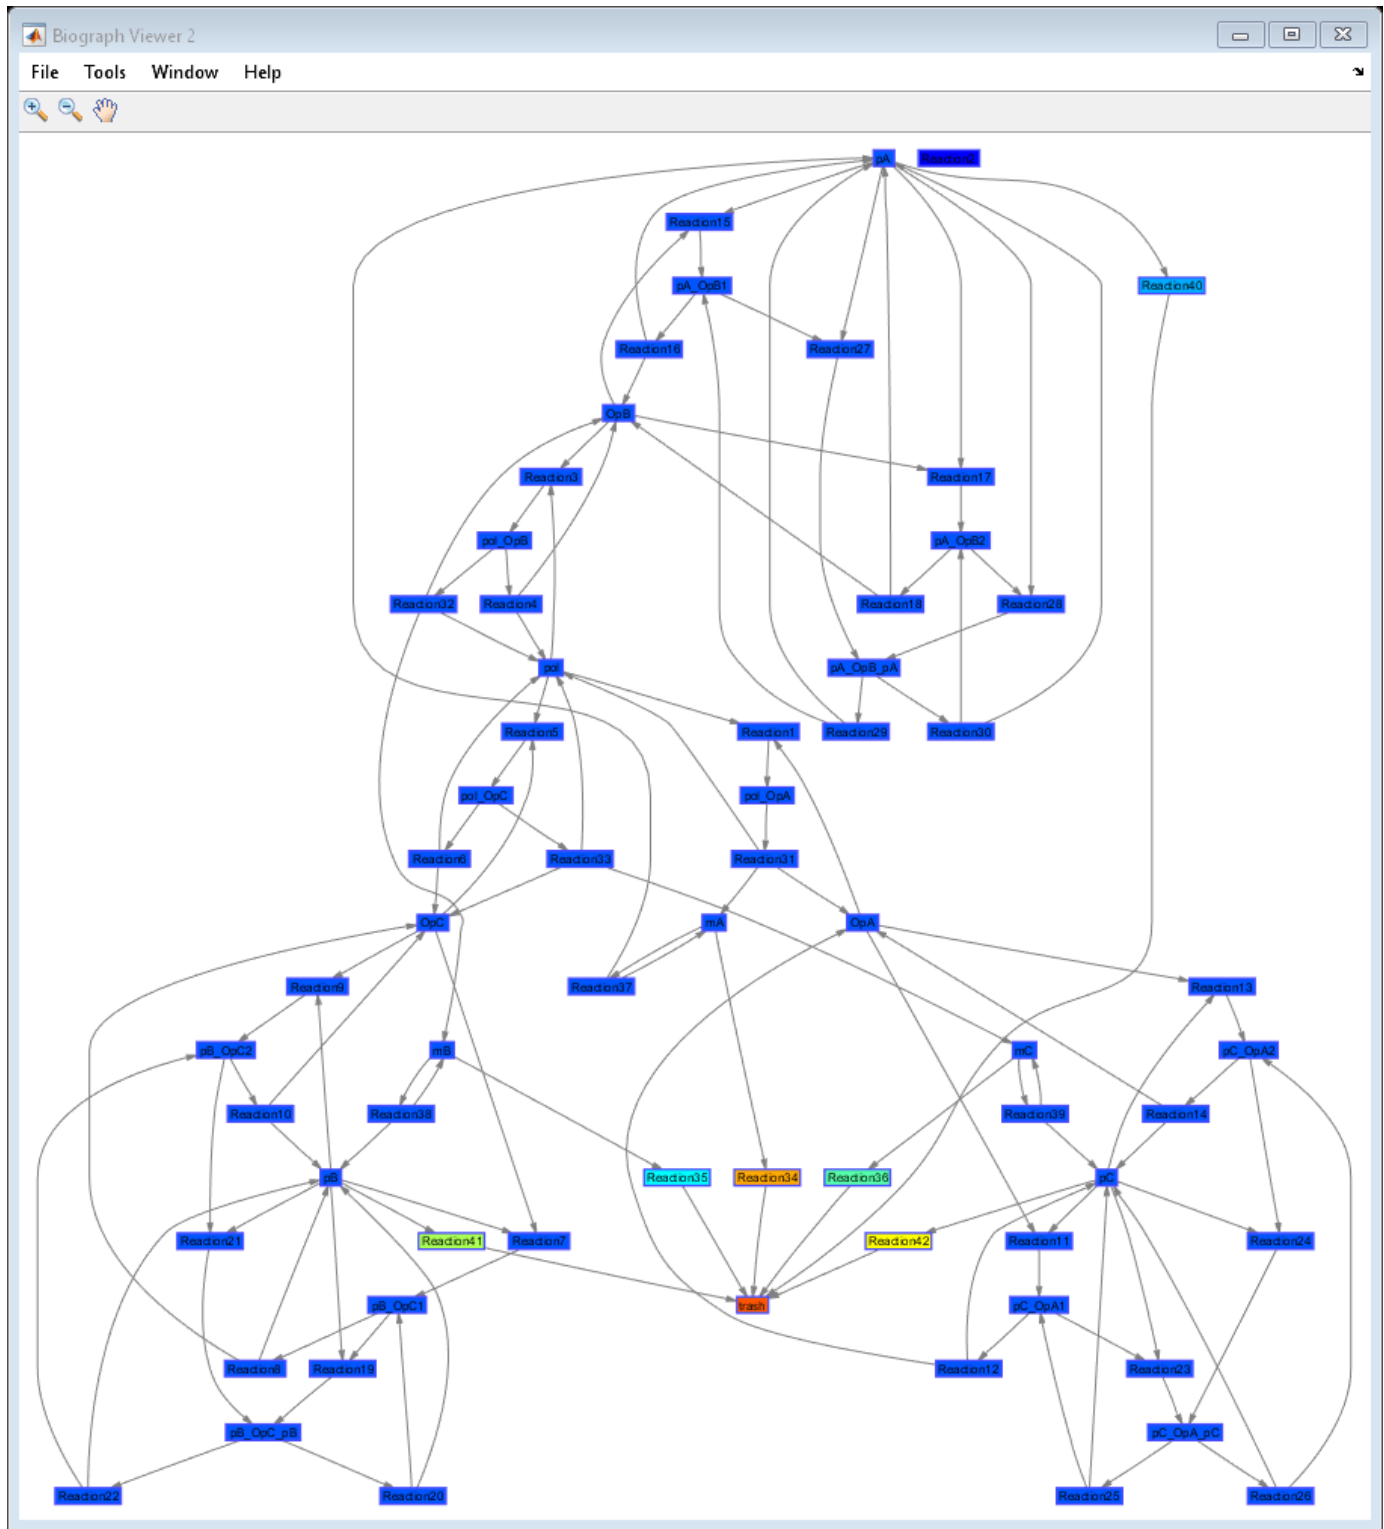 Biograph Viewer 2
File Tools Window Help
pA Reaction2
Reaction15
pA_OpB1 Reaction40
Reaction16 Reaction27
OpB
Reaction3 Reaction17
pol_OpB pA_OpB2
Reaction32 Reaction4 Reaction18 Reaction28
pol pA_OpB_pA
Reaction5 Reaction1 Reaction29 Reaction30
pol_OpC pol_OpA
Reaction6 Reaction33 Reaction31
OpC mA OpA
Reaction9 Reaction37 Reaction13
pB_OpC2 mB mC pC_OpA2
Reaction10 Reaction38 Reaction39 Reaction14
pB Reaction35 Reaction34 Reaction36 pC
Reaction21 Reaction41 Reaction7 Reaction42 Reaction11 Reaction24
pB_OpC1 trash pC_OpA1
Reaction8 Reaction19 Reaction12 Reaction23
pB_OpC_pB pC_OpA_pC
Reaction22 Reaction20 Reaction25 Reaction26